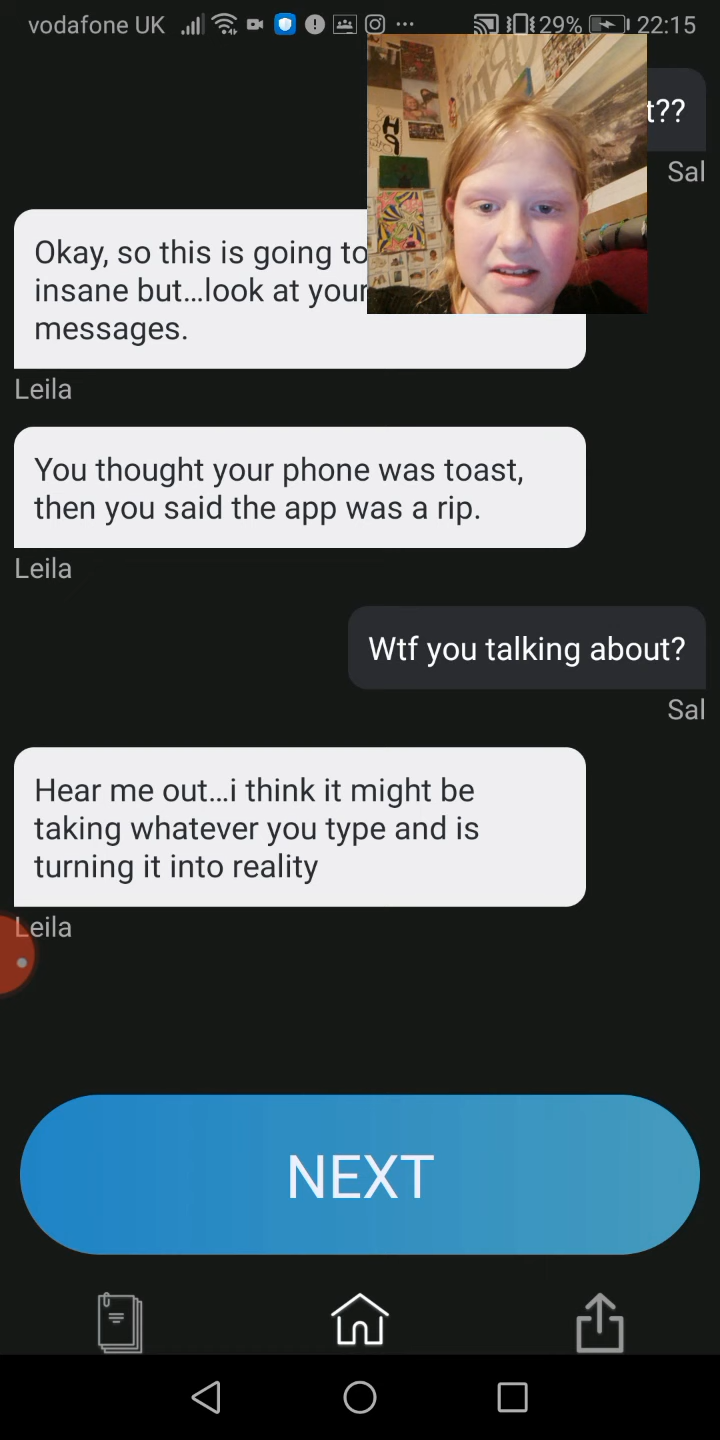 vodafone UK 29% 22:15
t??
Sal
Okay, so this is going to
insane but...look at your
messages.
Leila
You thought your phone was toast,
then you said the app was a rip.
Leila
Wtf you talking about?
Sal
Hear me out...i think it might be
taking whatever you type and is
turning it into reality
Leila
NEXT